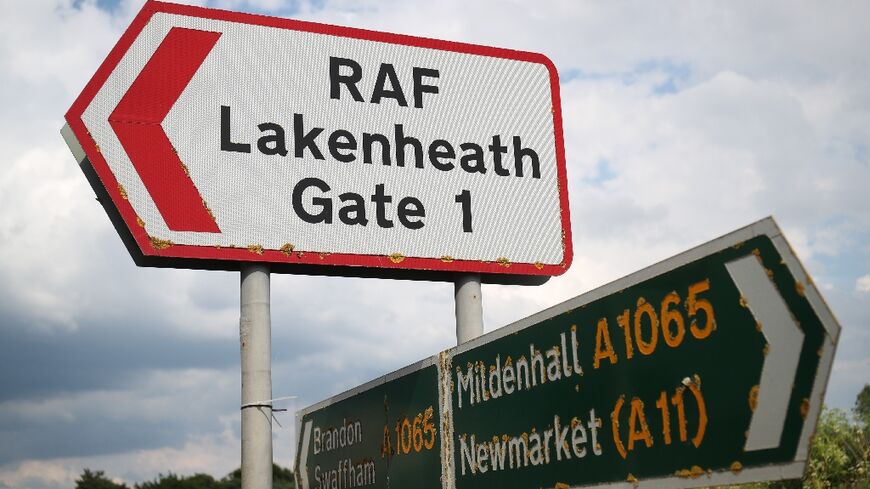 RAF
Lakenheath
Gate 1
Mildenhall A1065
Newmarket (A11)
Brandon A1065
Swaffham